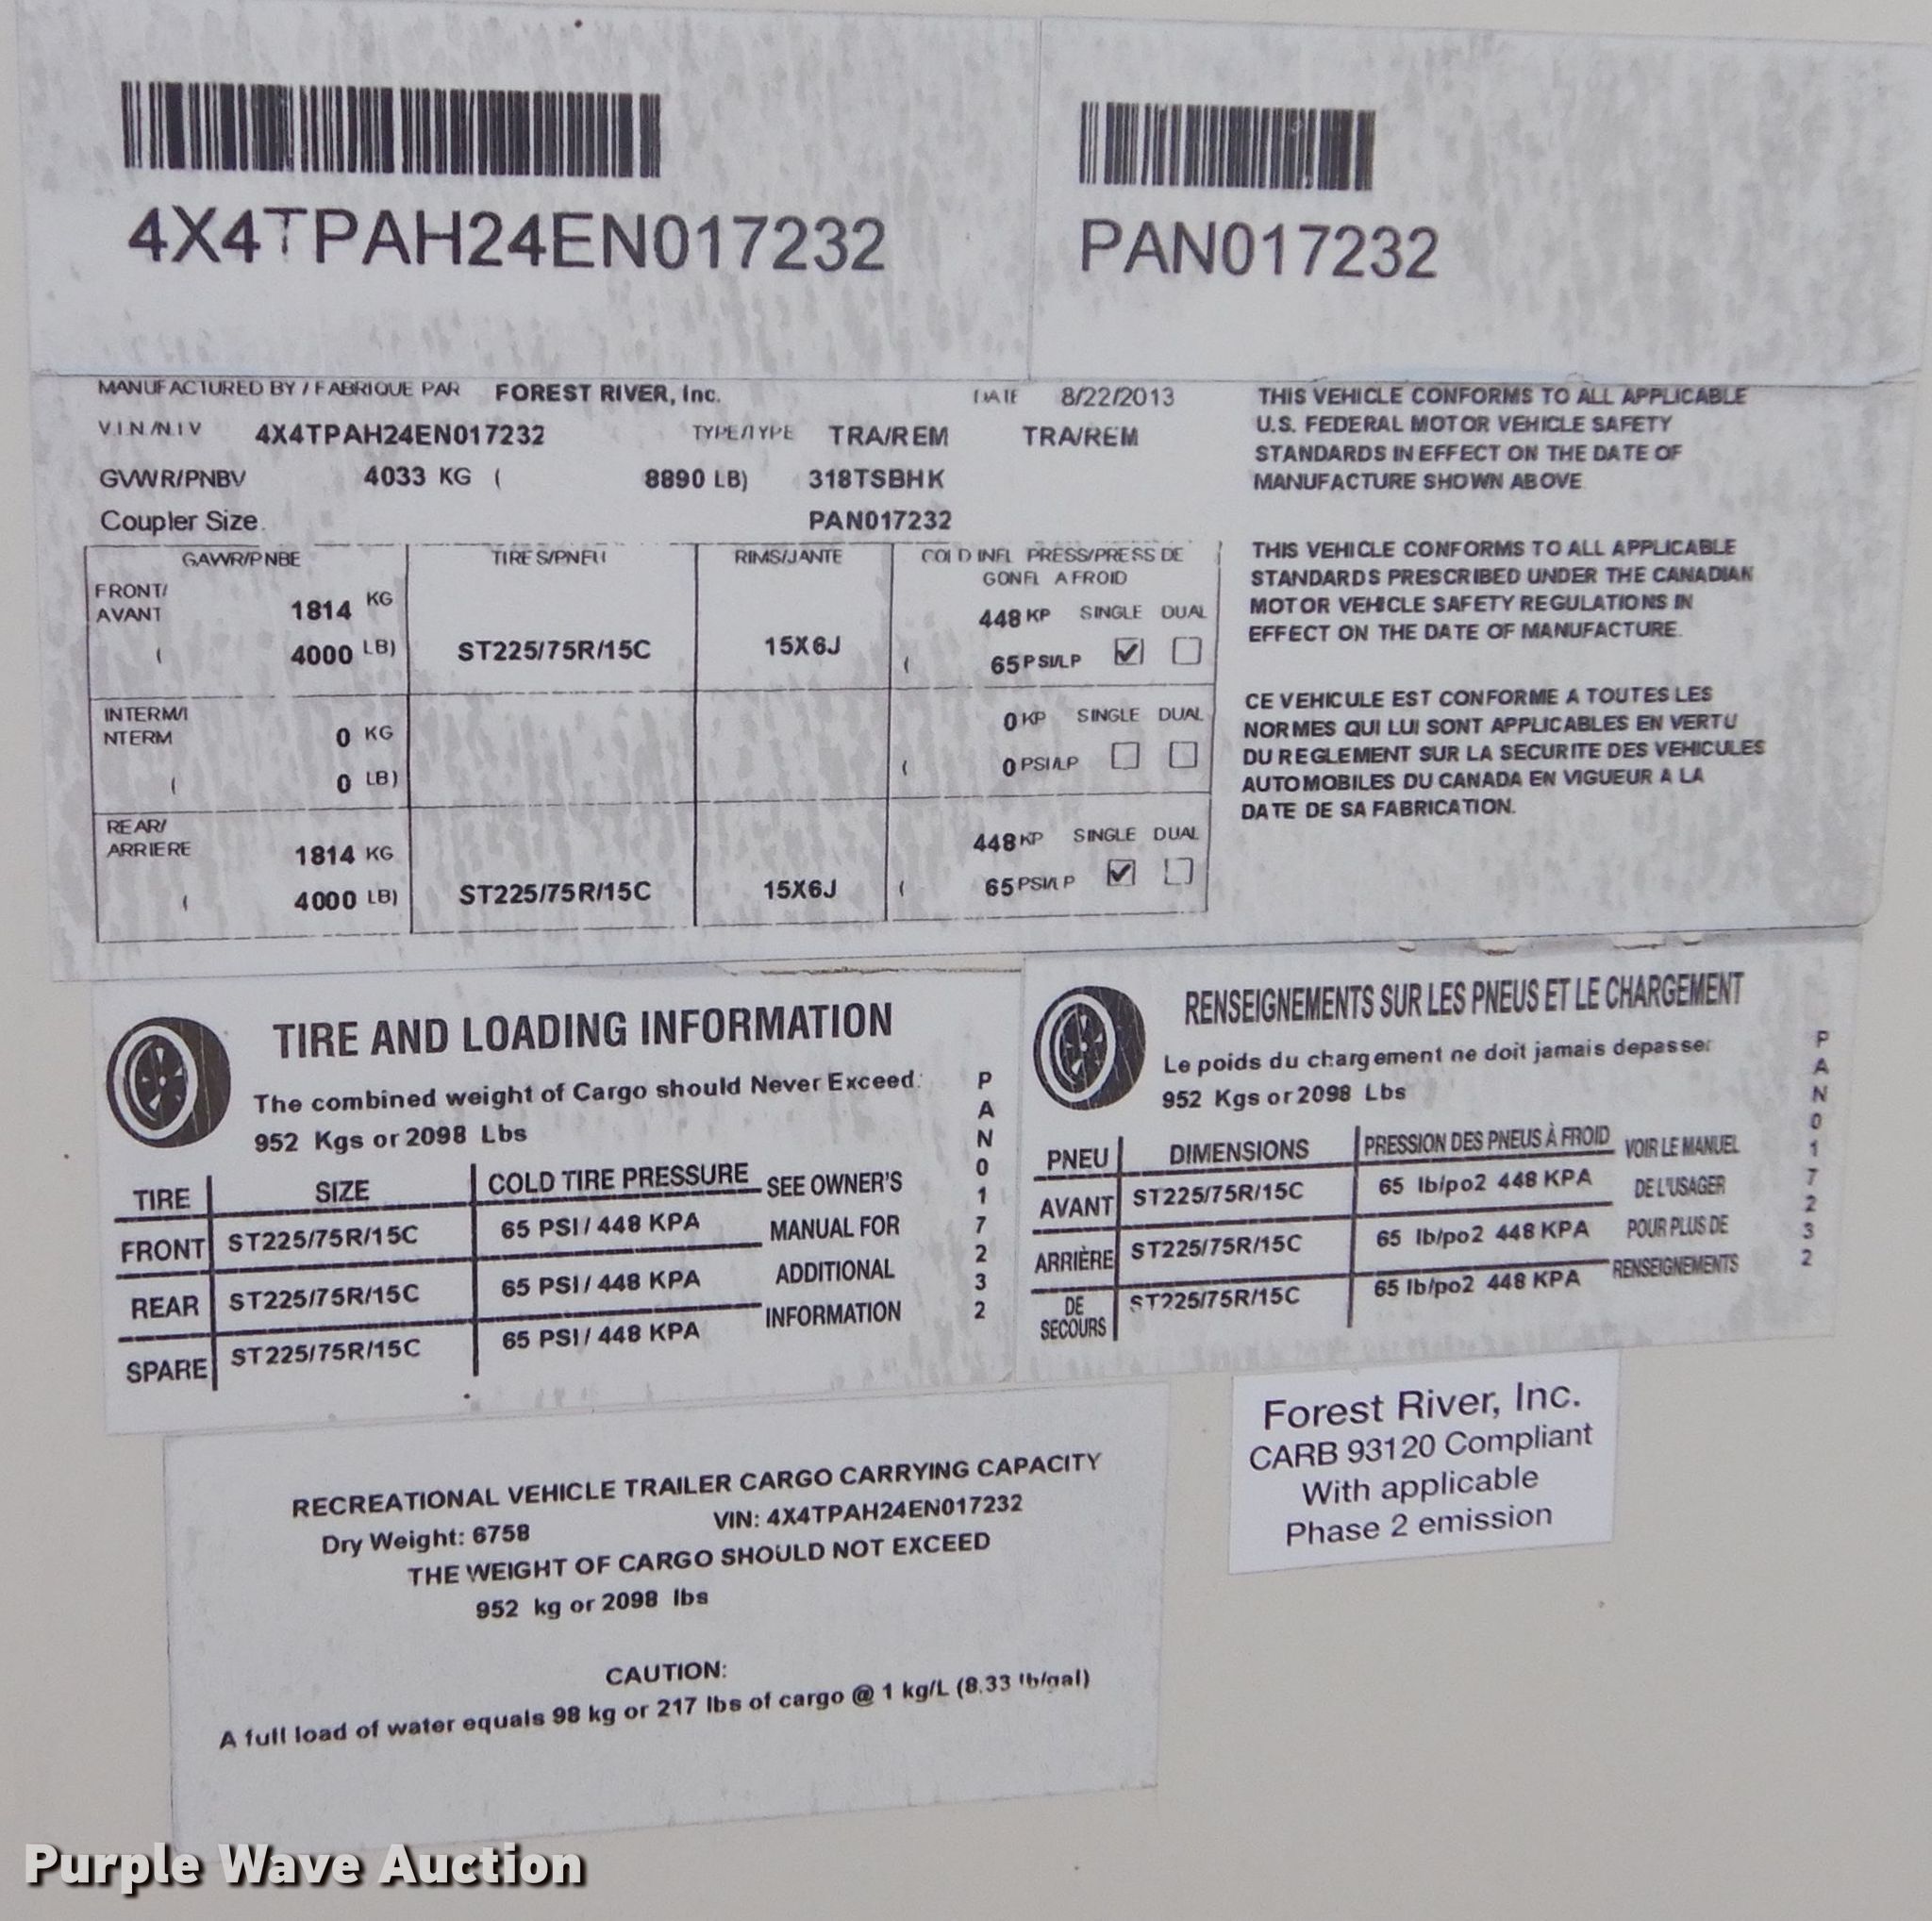 4X4TPAH24EN017232
PAN017232
MANUFACTURED BY / FABRIQUE PAR FOREST RIVER, Inc. DATE 8/22/2013
V.I.N./N.I.V 4X4TPAH24EN017232 TYPE/TYPE TRA/REM TRA/REM
GVWR/PNBV 4033 KG ( 8890 LB) 318TSBHK
Coupler Size. PAN017232
GAWR/PNBE TIRES/PNEU RIMS/JANTE COLD INFL PRESS/PRESS DE
GONFL A FROID
FRONT/
AVANT 1814 KG 448 KP SINGLE DUAL
( 4000 LB) ST225/75R/15C 15X6J ( 65 PSI/LP
INTERM/I
NTERM 0 KG 0 KP SINGLE DUAL
( 0 LB) ( 0 PSI/LP
REAR/
ARRIERE 1814 KG 448 KP SINGLE DUAL
( 4000 LB) ST225/75R/15C 15X6J ( 65 PSI/LP
THIS VEHICLE CONFORMS TO ALL APPLICABLE
U.S. FEDERAL MOTOR VEHICLE SAFETY
STANDARDS IN EFFECT ON THE DATE OF
MANUFACTURE SHOWN ABOVE
THIS VEHICLE CONFORMS TO ALL APPLICABLE
STANDARDS PRESCRIBED UNDER THE CANADIAN
MOTOR VEHICLE SAFETY REGULATIONS IN
EFFECT ON THE DATE OF MANUFACTURE.
CE VEHICULE EST CONFORME A TOUTES LES
NORMES QUI LUI SONT APPLICABLES EN VERTU
DU REGLEMENT SUR LA SECURITE DES VEHICULES
AUTOMOBILES DU CANADA EN VIGUEUR A LA
DATE DE SA FABRICATION.
TIRE AND LOADING INFORMATION
The combined weight of Cargo should Never Exceed:
952 Kgs or 2098 Lbs
TIRE SIZE COLD TIRE PRESSURE
FRONT ST225/75R/15C 65 PSI / 448 KPA
REAR ST225/75R/15C 65 PSI / 448 KPA
SPARE ST225/75R/15C 65 PSI / 448 KPA
SEE OWNER'S
MANUAL FOR
ADDITIONAL
INFORMATION
PAN017232
RENSEIGNEMENTS SUR LES PNEUS ET LE CHARGEMENT
Le poids du chargement ne doit jamais depasser
952 Kgs or 2098 Lbs
PNEU DIMENSIONS PRESSION DES PNEUS À FROID
AVANT ST225/75R/15C 65 lb/po2 448 KPA
ARRIÈRE ST225/75R/15C 65 lb/po2 448 KPA
DE SECOURS ST225/75R/15C 65 lb/po2 448 KPA
VOIR LE MANUEL
DE L'USAGER
POUR PLUS DE
RENSEIGNEMENTS
PAN017232
RECREATIONAL VEHICLE TRAILER CARGO CARRYING CAPACITY
Dry Weight: 6758 VIN: 4X4TPAH24EN017232
THE WEIGHT OF CARGO SHOULD NOT EXCEED
952 kg or 2098 lbs
CAUTION:
A full load of water equals 98 kg or 217 lbs of cargo @ 1 kg/L (8.33 lb/gal)
Forest River, Inc.
CARB 93120 Compliant
With applicable
Phase 2 emission
Purple Wave Auction